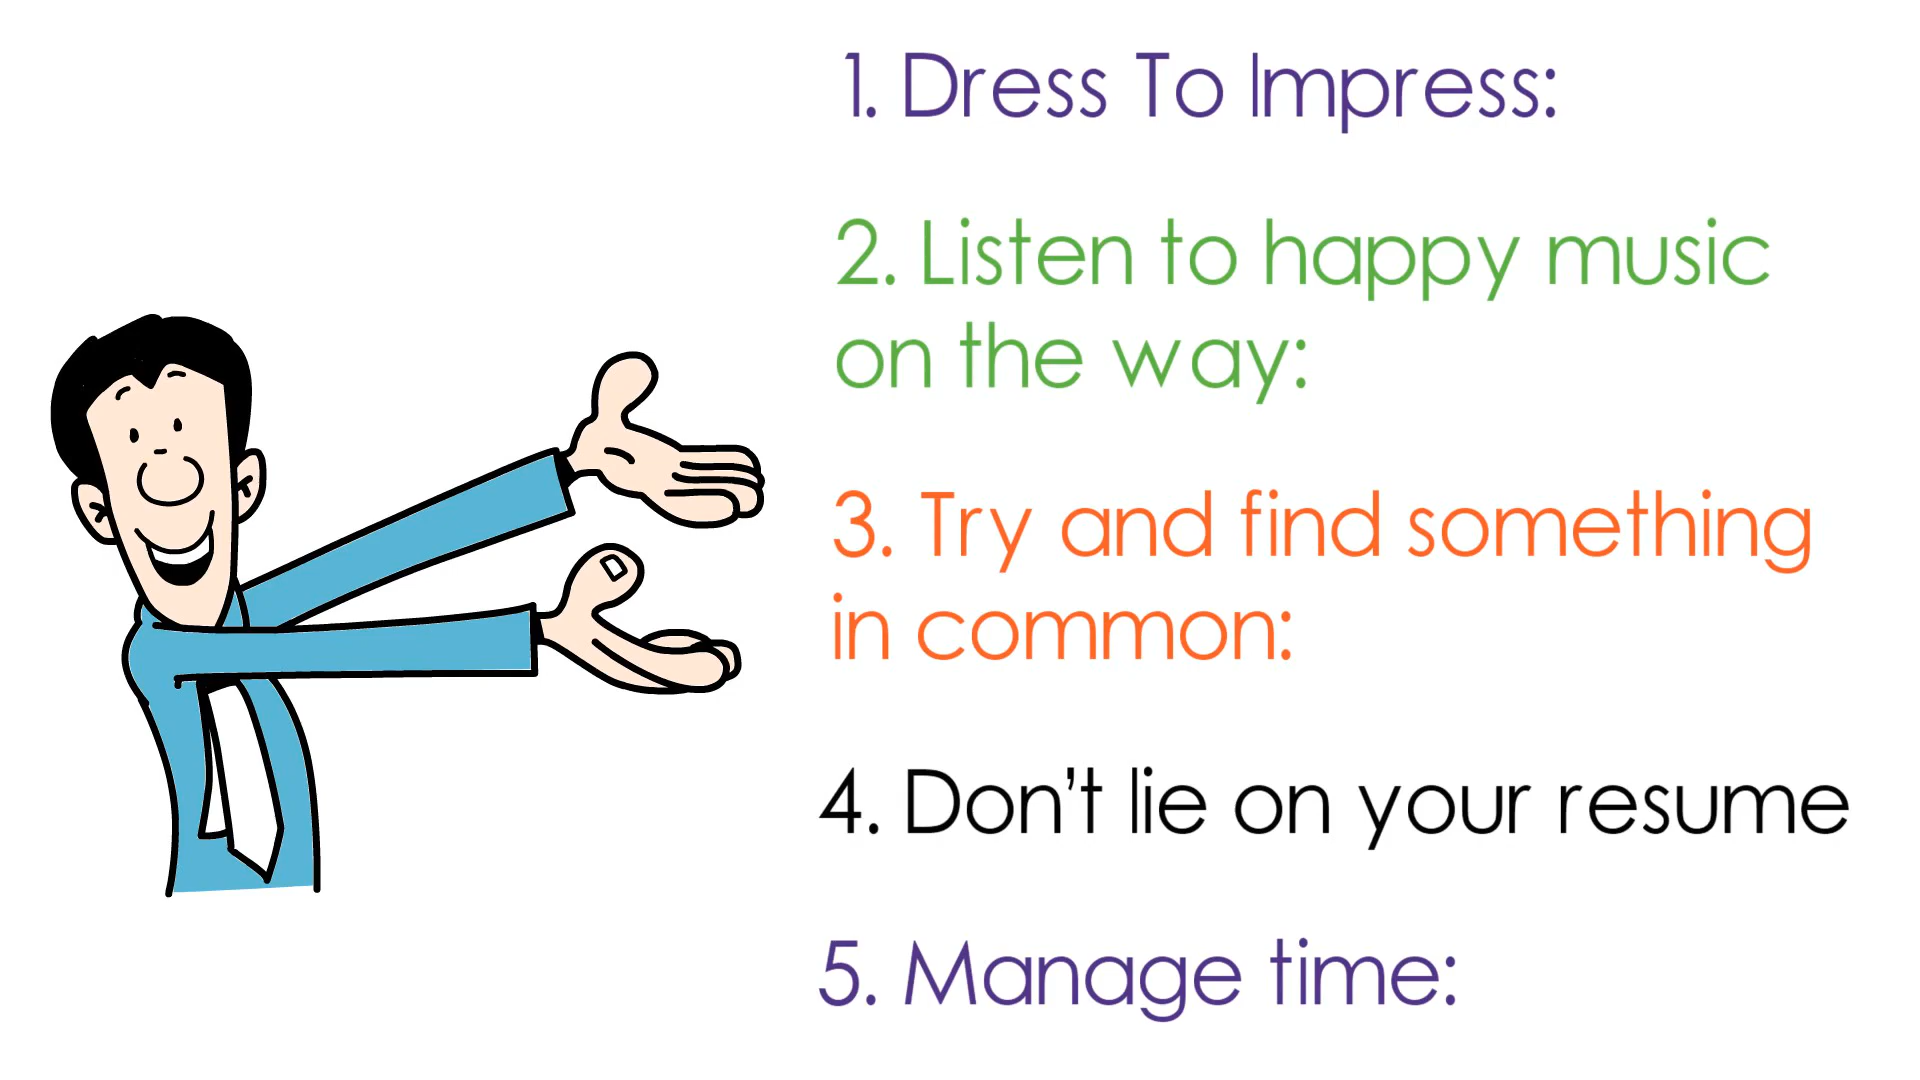 1. Dress To Impress:
2. Listen to happy music
on the way:
3. Try and find something
in common:
4. Don't lie on your resume
5. Manage time: